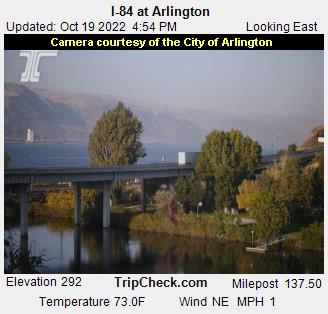 I-84 at Arlington
Updated: Oct 19 2022 4:54 PM Looking East
Camera courtesy of the City of Arlington
Elevation 292 TripCheck.com Milepost 137.50
Temperature 73.0F Wind NE MPH 1